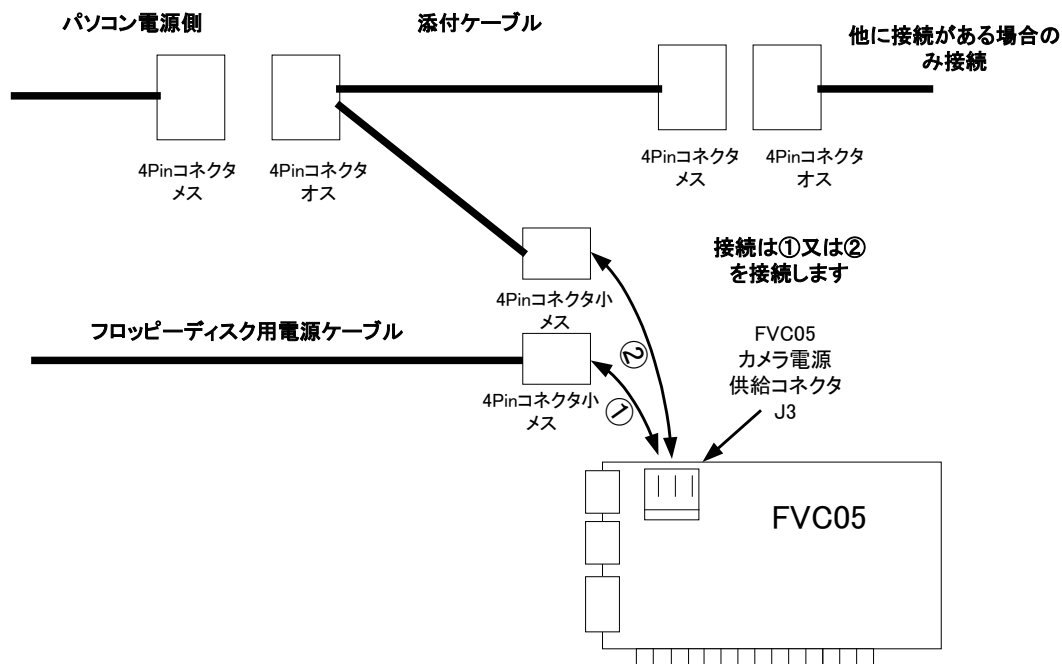 パソコン電源側
添付ケーブル
他に接続がある場合の
み接続
4Pinコネクタ
メス
4Pinコネクタ
オス
4Pinコネクタ
メス
4Pinコネクタ
オス
接続は①又は②
を接続します
4Pinコネクタ小
メス
フロッピーディスク用電源ケーブル
4Pinコネクタ小
メス
②
①
FVC05
カメラ電源
供給コネクタ
J3
FVC05